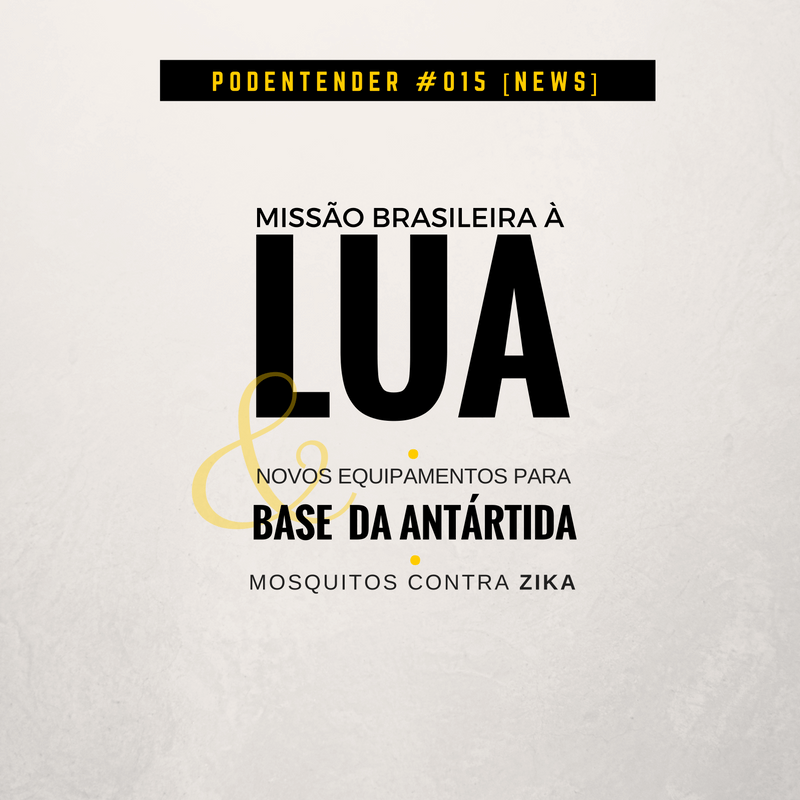 PODENTENDER #015 [NEWS]
MISSÃO BRASILEIRA À
LUA
&
NOVOS EQUIPAMENTOS PARA
BASE DA ANTÁRTIDA
MOSQUITOS CONTRA ZIKA